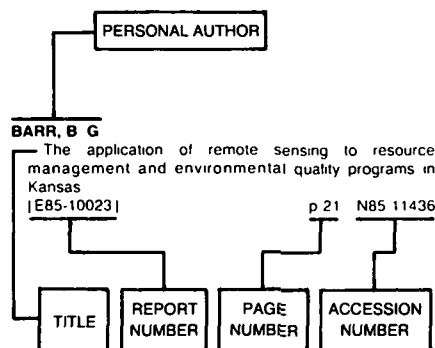 PERSONAL AUTHOR
BARR, B G
The application of remote sensing to resource
management and environmental quality programs in
Kansas
[E85-10023] p 21 N85 11436
TITLE REPORT NUMBER PAGE NUMBER ACCESSION NUMBER